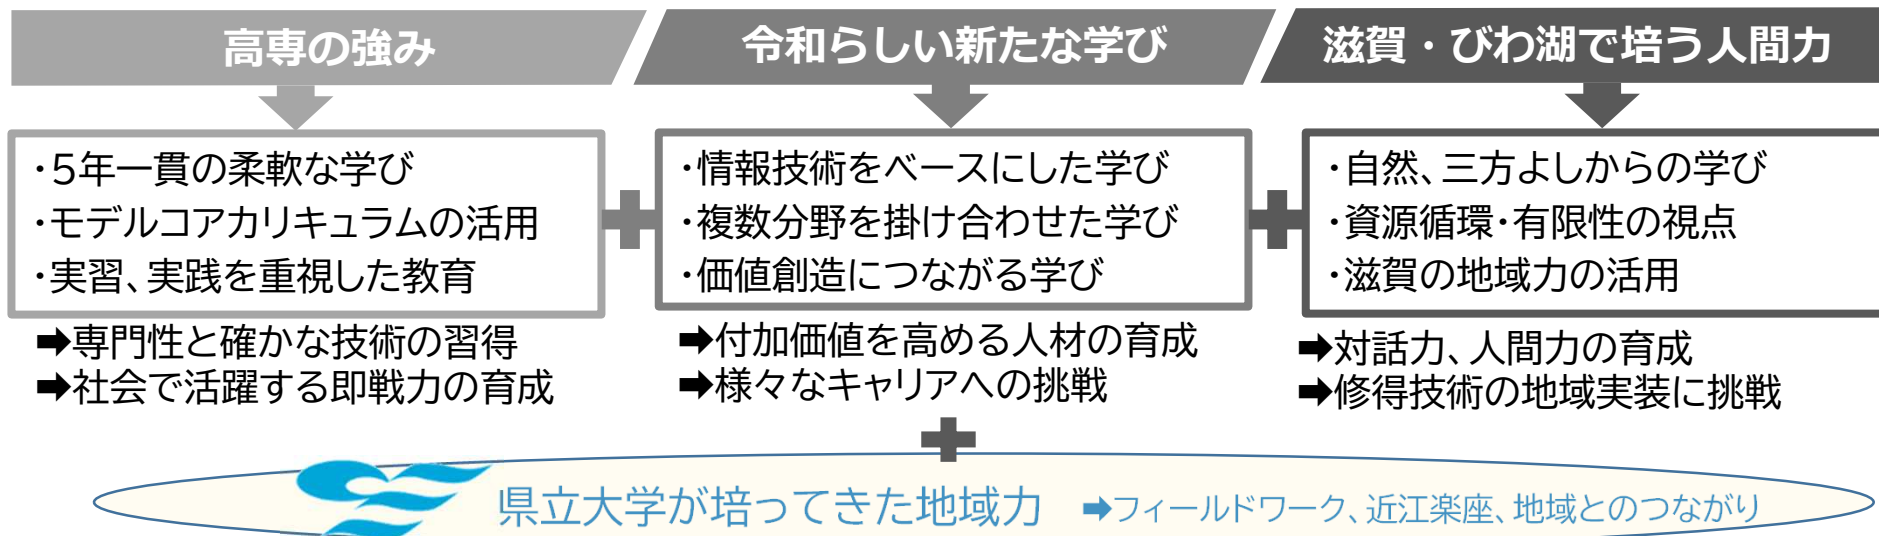 高専の強み
・5年一貫の柔軟な学び
・モデルコアカリキュラムの活用
・実習、実践を重視した教育
➡専門性と確かな技術の習得
➡社会で活躍する即戦力の育成
令和らしい新たな学び
・情報技術をベースにした学び
・複数分野を掛け合わせた学び
・価値創造につながる学び
➡付加価値を高める人材の育成
➡様々なキャリアへの挑戦
滋賀・びわ湖で培う人間力
・自然、三方よしからの学び
・資源循環・有限性の視点
・滋賀の地域力の活用
➡対話力、人間力の育成
➡修得技術の地域実装に挑戦
県立大学が培ってきた地域力 ➡フィールドワーク、近江楽座、地域とのつながり